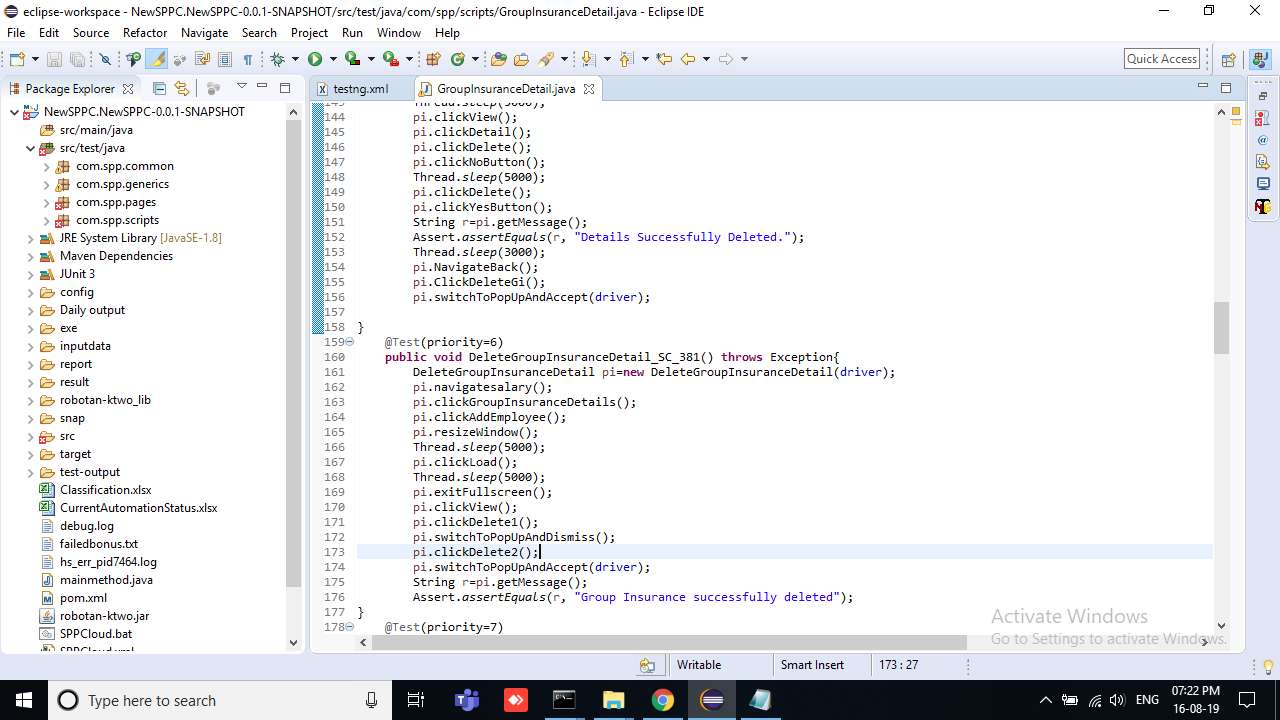 eclipse-workspace - NewSPPC.NewSPPC-0.0.1-SNAPSHOT/src/test/java/com/spp/scripts/GroupInsuranceDetail.java - Eclipse IDE
File Edit Source Refactor Navigate Search Project Run Window Help
Quick Access
Package Explorer
testng.xml
GroupInsuranceDetail.java
NewSPPC.NewSPPC-0.0.1-SNAPSHOT
src/main/java
src/test/java
com.spp.common
com.spp.generics
com.spp.pages
com.spp.scripts
JRE System Library [JavaSE-1.8]
Maven Dependencies
JUnit 3
config
Daily output
exe
inputdata
report
result
robotan-ktwo_lib
snap
src
target
test-output
Classification.xlsx
CurrentAutomationStatus.xlsx
debug.log
failedbonus.txt
hs_err_pid7464.log
mainmethod.java
pom.xml
robotan-ktwo.jar
SPPCloud.bat
SPPCloud.xml
143 Thread.sleep(5000);
144 pi.clickView();
145 pi.clickDetail();
146 pi.clickDelete();
147 pi.clickNoButton();
148 Thread.sleep(5000);
149 pi.clickDelete();
150 pi.clickYesButton();
151 String r=pi.getMessage();
152 Assert.assertEquals(r, "Details Successfully Deleted.");
153 Thread.sleep(3000);
154 pi.NavigateBack();
155 pi.ClickDeleteGi();
156 pi.switchToPopUpAndAccept(driver);
157
158 }
159 @Test(priority=6)
160 public void DeleteGroupInsuranceDetail_SC_381() throws Exception{
161 DeleteGroupInsuranceDetail pi=new DeleteGroupInsuranceDetail(driver);
162 pi.navigatesalary();
163 pi.clickGroupInsuranceDetails();
164 pi.clickAddEmployee();
165 pi.resizeWindow();
166 Thread.sleep(5000);
167 pi.clickLoad();
168 Thread.sleep(5000);
169 pi.exitFullscreen();
170 pi.clickView();
171 pi.clickDelete1();
172 pi.switchToPopUpAndDismiss();
173 pi.clickDelete2();
174 pi.switchToPopUpAndAccept(driver);
175 String r=pi.getMessage();
176 Assert.assertEquals(r, "Group Insurance successfully deleted");
177 }
178 @Test(priority=7)
Activate Windows
Go to Settings to activate Windows.
Writable Smart Insert 173 : 27
Type here to search
ENG
07:22 PM
16-08-19